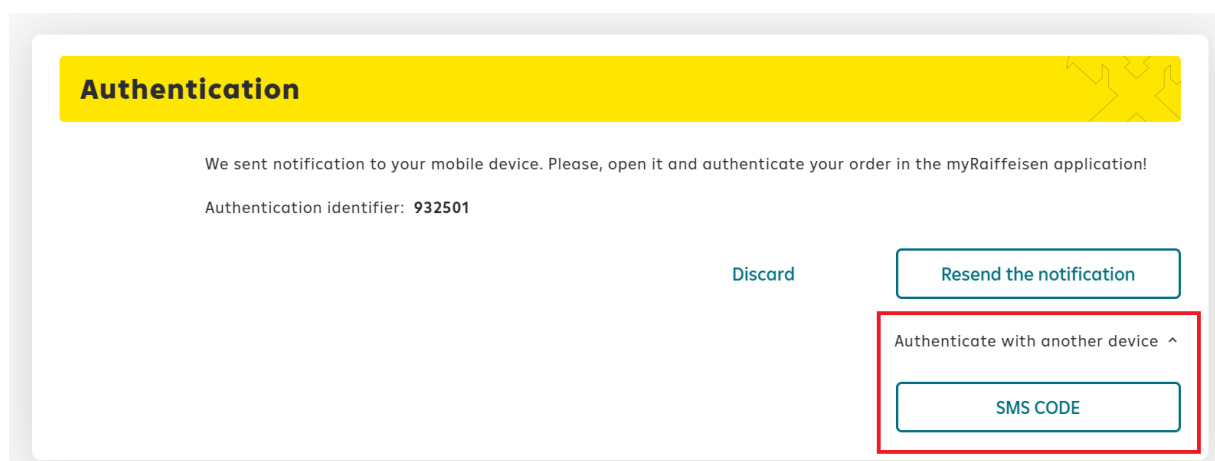 Authentication
We sent notification to your mobile device. Please, open it and authenticate your order in the myRaiffeisen application!
Authentication identifier: 932501
Discard
Resend the notification
Authenticate with another device
SMS CODE